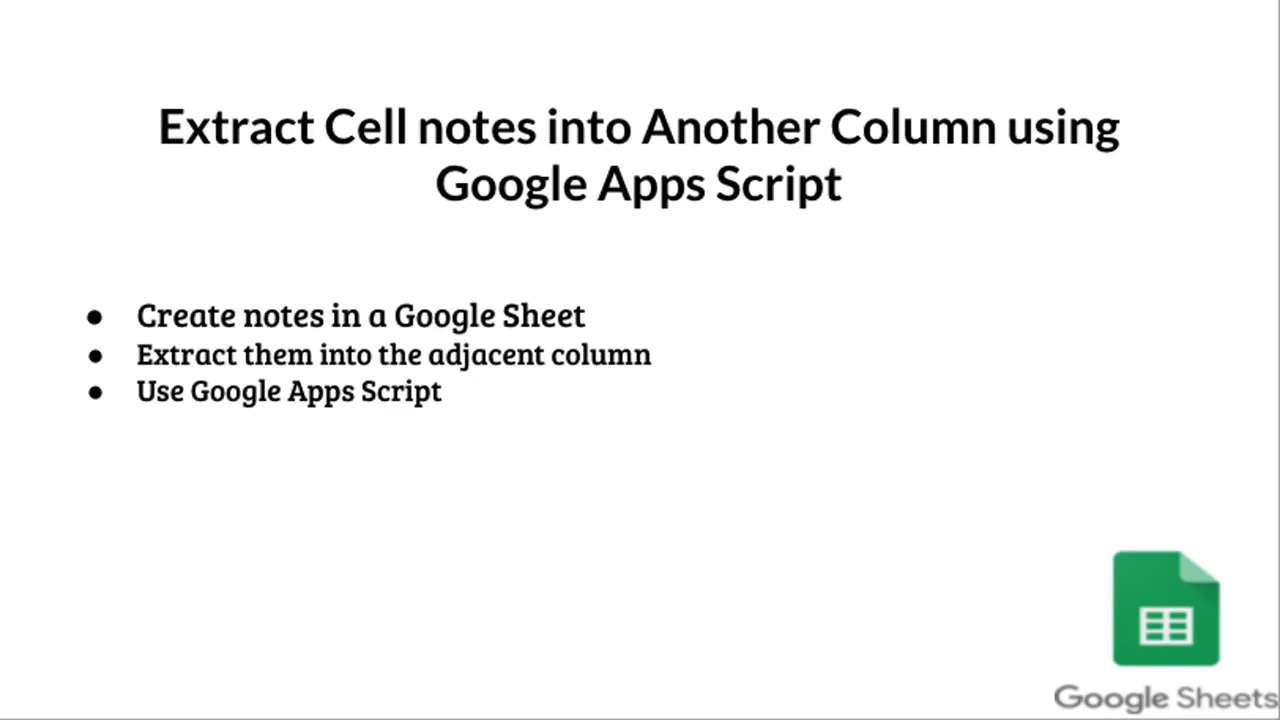 Extract Cell notes into Another Column using
Google Apps Script
● Create notes in a Google Sheet
● Extract them into the adjacent column
● Use Google Apps Script
Google Sheets